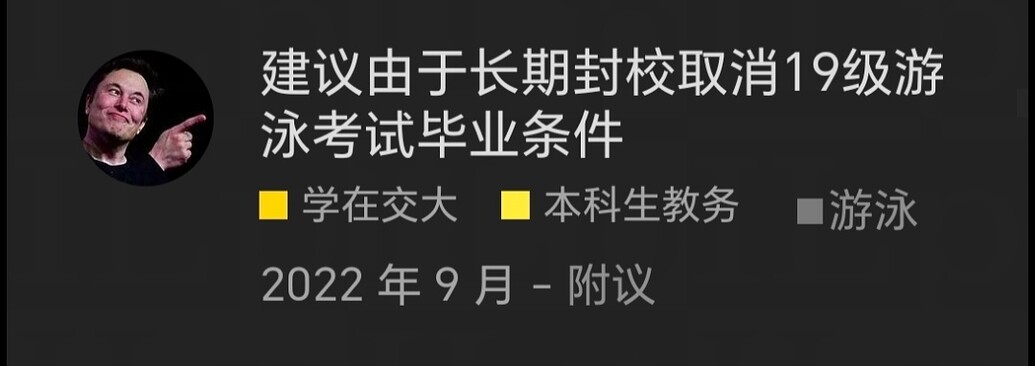 建议由于长期封校取消19级游
泳考试毕业条件
学在交大 本科生教务 游泳
2022 年 9 月 – 附议